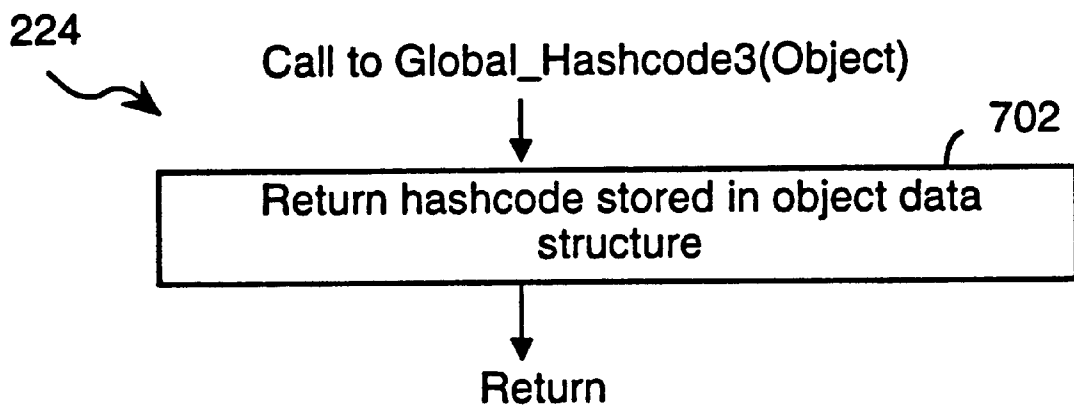 224
Call to Global_Hashcode3(Object)
702
Return hashcode stored in object data
structure
Return